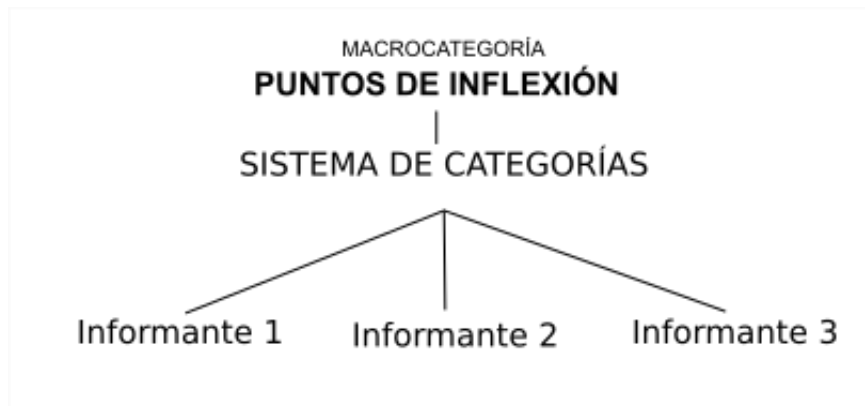 MACROCATEGORÍA
PUNTOS DE INFLEXIÓN
SISTEMA DE CATEGORÍAS
Informante 1
Informante 2
Informante 3